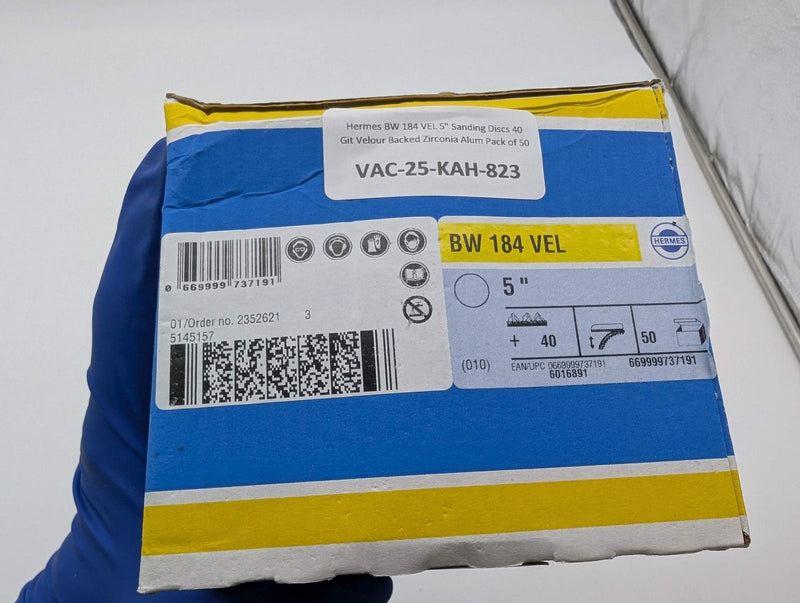 Hermes BW 184 VEL 5" Sanding Discs 40
Git Velour Backed Zirconia Alum Pack of 50
VAC-25-KAH-823
0 669999 737191
01/Order no. 2352621 3
5145157
BW 184 VEL
HERMES
5 "
+ 40
50
(010)
EAN/UPC 0669999737191
6016891
669999737191